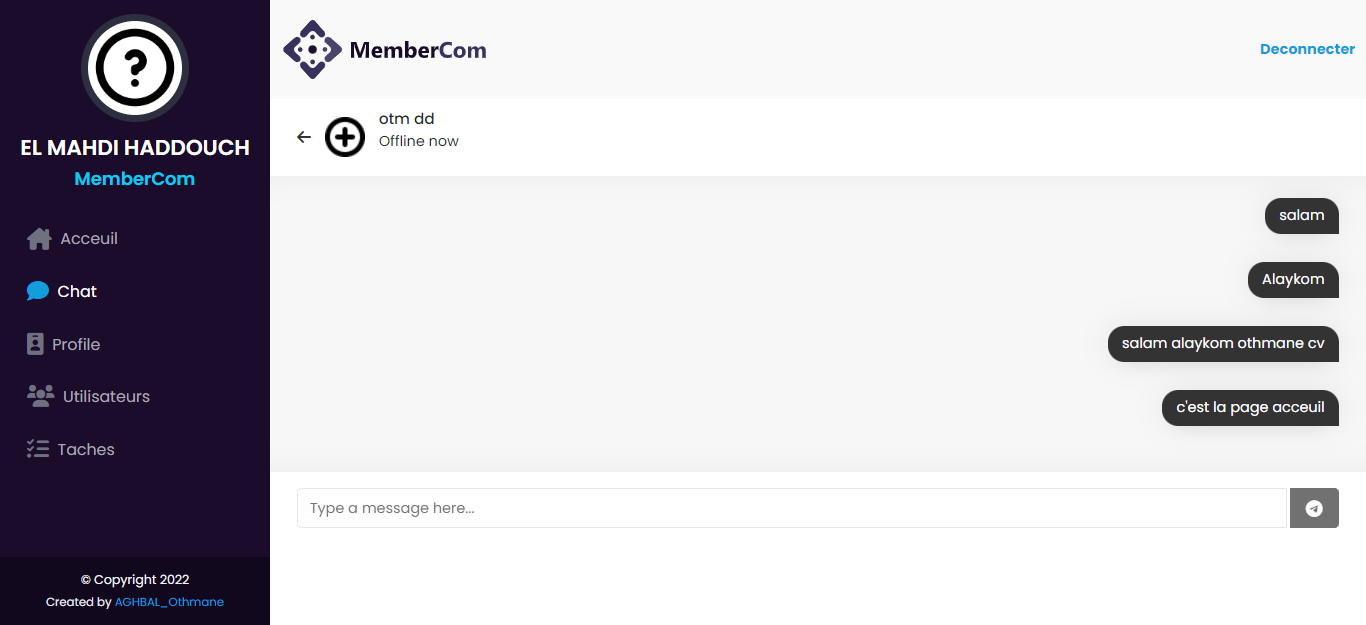 EL MAHDI HADDOUCH
MemberCom
Acceuil
Chat
Profile
Utilisateurs
Taches
© Copyright 2022
Created by AGHBAL_Othmane
MemberCom
Deconnecter
otm dd
Offline now
salam
Alaykom
salam alaykom othmane cv
c'est la page acceuil
Type a message here...